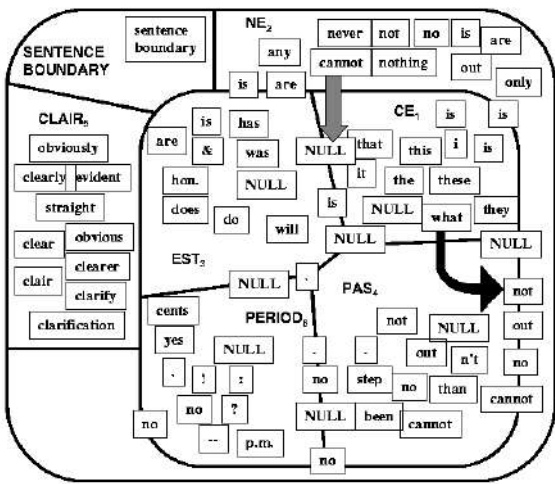 SENTENCE
BOUNDARY
sentence
boundary
NE2
any
is
are
never
not
no
is
are
cannot
nothing
out
only
CLAIR5
obviously
clearly
evident
straight
clear
obvious
clair
clearer
clarify
clarification
CE1
is
is
are
is
has
&
was
NULL
that
this
i
is
hon.
NULL
it
the
these
does
do
will
is
NULL
what
they
NULL
NULL
EST3
NULL
.
PAS4
not
cents
PERIOD6
not
NULL
out
yes
NULL
.
.
out
n't
no
.
!
:
no
step
no
than
cannot
no
no
?
NULL
been
cannot
--
p.m.
no